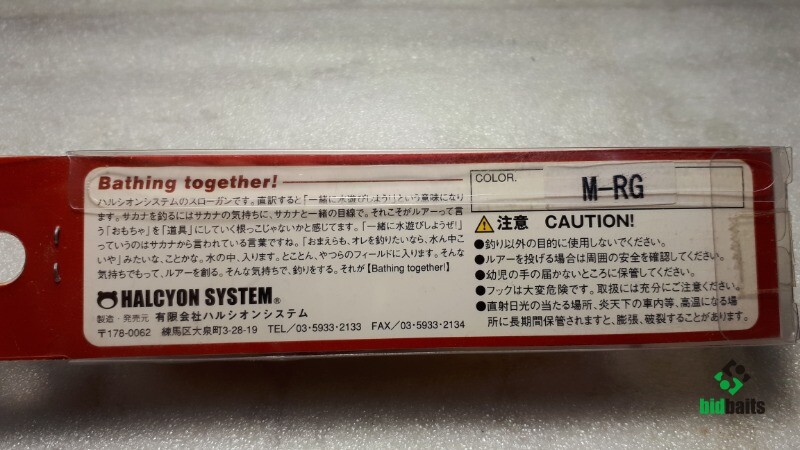 Bathing together!
ハルシオンシステムのスローガンです。直訳すると「一緒に水遊びしよう!」という意味になり
ます。サカナを釣るにはサカナの気持ちに、サカナと一緒の目線で。それこそがルアーって言
う「おもちゃ」を「道具」にしていく根っこじゃないかと感じてます。「一緒に水遊びしようぜ!」
っていうのはサカナから言われている言葉ですね。「おまえらも、オレを釣りたいなら、水ん中こ
いや」みたいな、ことかな。水の中、入ります。とことん、やつらのフィールドに入ります。そんな
気持ちでもって、ルアーを創る。そんな気持ちで、釣りをする。それが【Bathing together!】
HALCYON SYSTEM®
製造・発売元 有限会社ハルシオンシステム
〒178-0062 練馬区大泉町3-28-19 TEL/03・5933・2133 FAX/03・5933・2134
COLOR.
M-RG
注意 CAUTION!
●釣り以外の目的に使用しないでください。
●ルアーを投げる場合は周囲の安全を確認してください。
●幼児の手の届かないところに保管してください。
●フックは大変危険です。取扱には充分にご注意ください。
●直射日光の当たる場所、炎天下の車内等、高温になる場
所に長期間保管されますと、膨張、破裂することがあります。
bidbaits